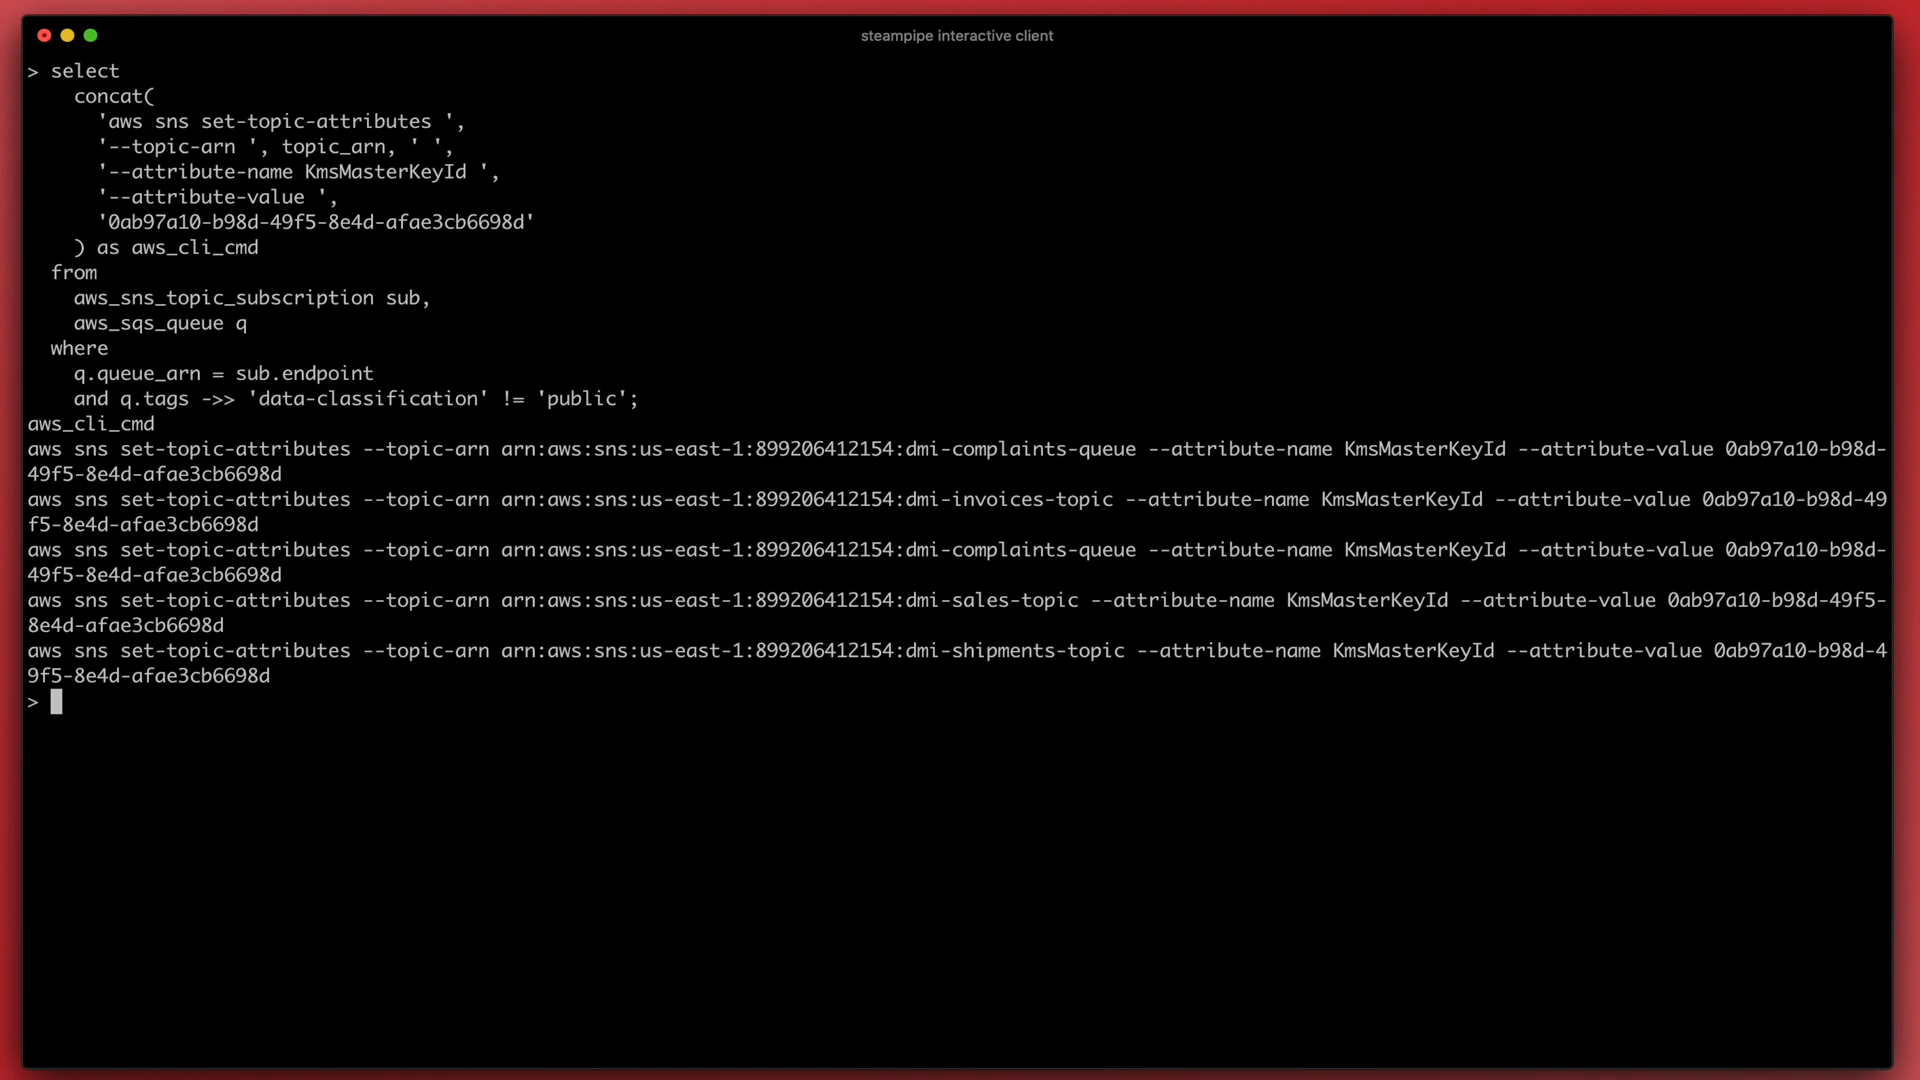 steampipe interactive client
> select
concat(
'aws sns set-topic-attributes ',
'--topic-arn ', topic_arn, ' ',
'--attribute-name KmsMasterKeyId ',
'--attribute-value ',
'0ab97a10-b98d-49f5-8e4d-afae3cb6698d'
) as aws_cli_cmd
from
aws_sns_topic_subscription sub,
aws_sqs_queue q
where
q.queue_arn = sub.endpoint
and q.tags ->> 'data-classification' != 'public';
aws_cli_cmd
aws sns set-topic-attributes --topic-arn arn:aws:sns:us-east-1:899206412154:dmi-complaints-queue --attribute-name KmsMasterKeyId --attribute-value 0ab97a10-b98d-
49f5-8e4d-afae3cb6698d
aws sns set-topic-attributes --topic-arn arn:aws:sns:us-east-1:899206412154:dmi-invoices-topic --attribute-name KmsMasterKeyId --attribute-value 0ab97a10-b98d-49
f5-8e4d-afae3cb6698d
aws sns set-topic-attributes --topic-arn arn:aws:sns:us-east-1:899206412154:dmi-complaints-queue --attribute-name KmsMasterKeyId --attribute-value 0ab97a10-b98d-
49f5-8e4d-afae3cb6698d
aws sns set-topic-attributes --topic-arn arn:aws:sns:us-east-1:899206412154:dmi-sales-topic --attribute-name KmsMasterKeyId --attribute-value 0ab97a10-b98d-49f5-
8e4d-afae3cb6698d
aws sns set-topic-attributes --topic-arn arn:aws:sns:us-east-1:899206412154:dmi-shipments-topic --attribute-name KmsMasterKeyId --attribute-value 0ab97a10-b98d-4
9f5-8e4d-afae3cb6698d
>